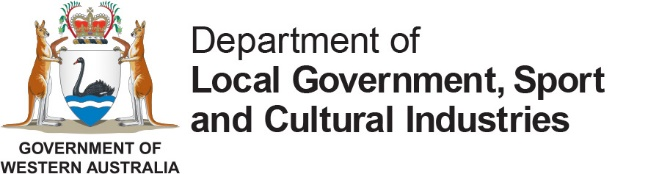 Department of
Local Government, Sport
and Cultural Industries
GOVERNMENT OF
WESTERN AUSTRALIA